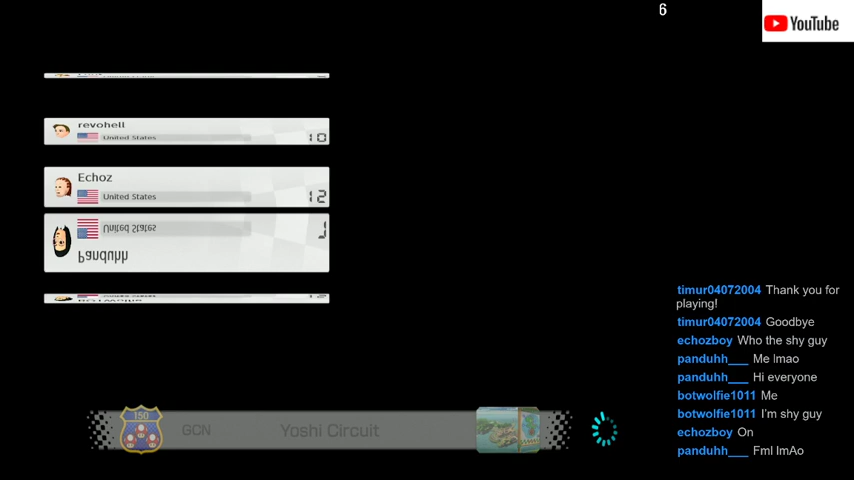 6
YouTube
revohell
United States
10
Echoz
United States
12
United States
Panduhh
150
GCN
Yoshi Circuit
timur04072004 Thank you for
playing!
timur04072004 Goodbye
echozboy Who the shy guy
panduhh___ Me lmao
panduhh___ Hi everyone
botwolfie1011 Me
botwolfie1011 I'm shy guy
echozboy On
panduhh___ Fml lmAo